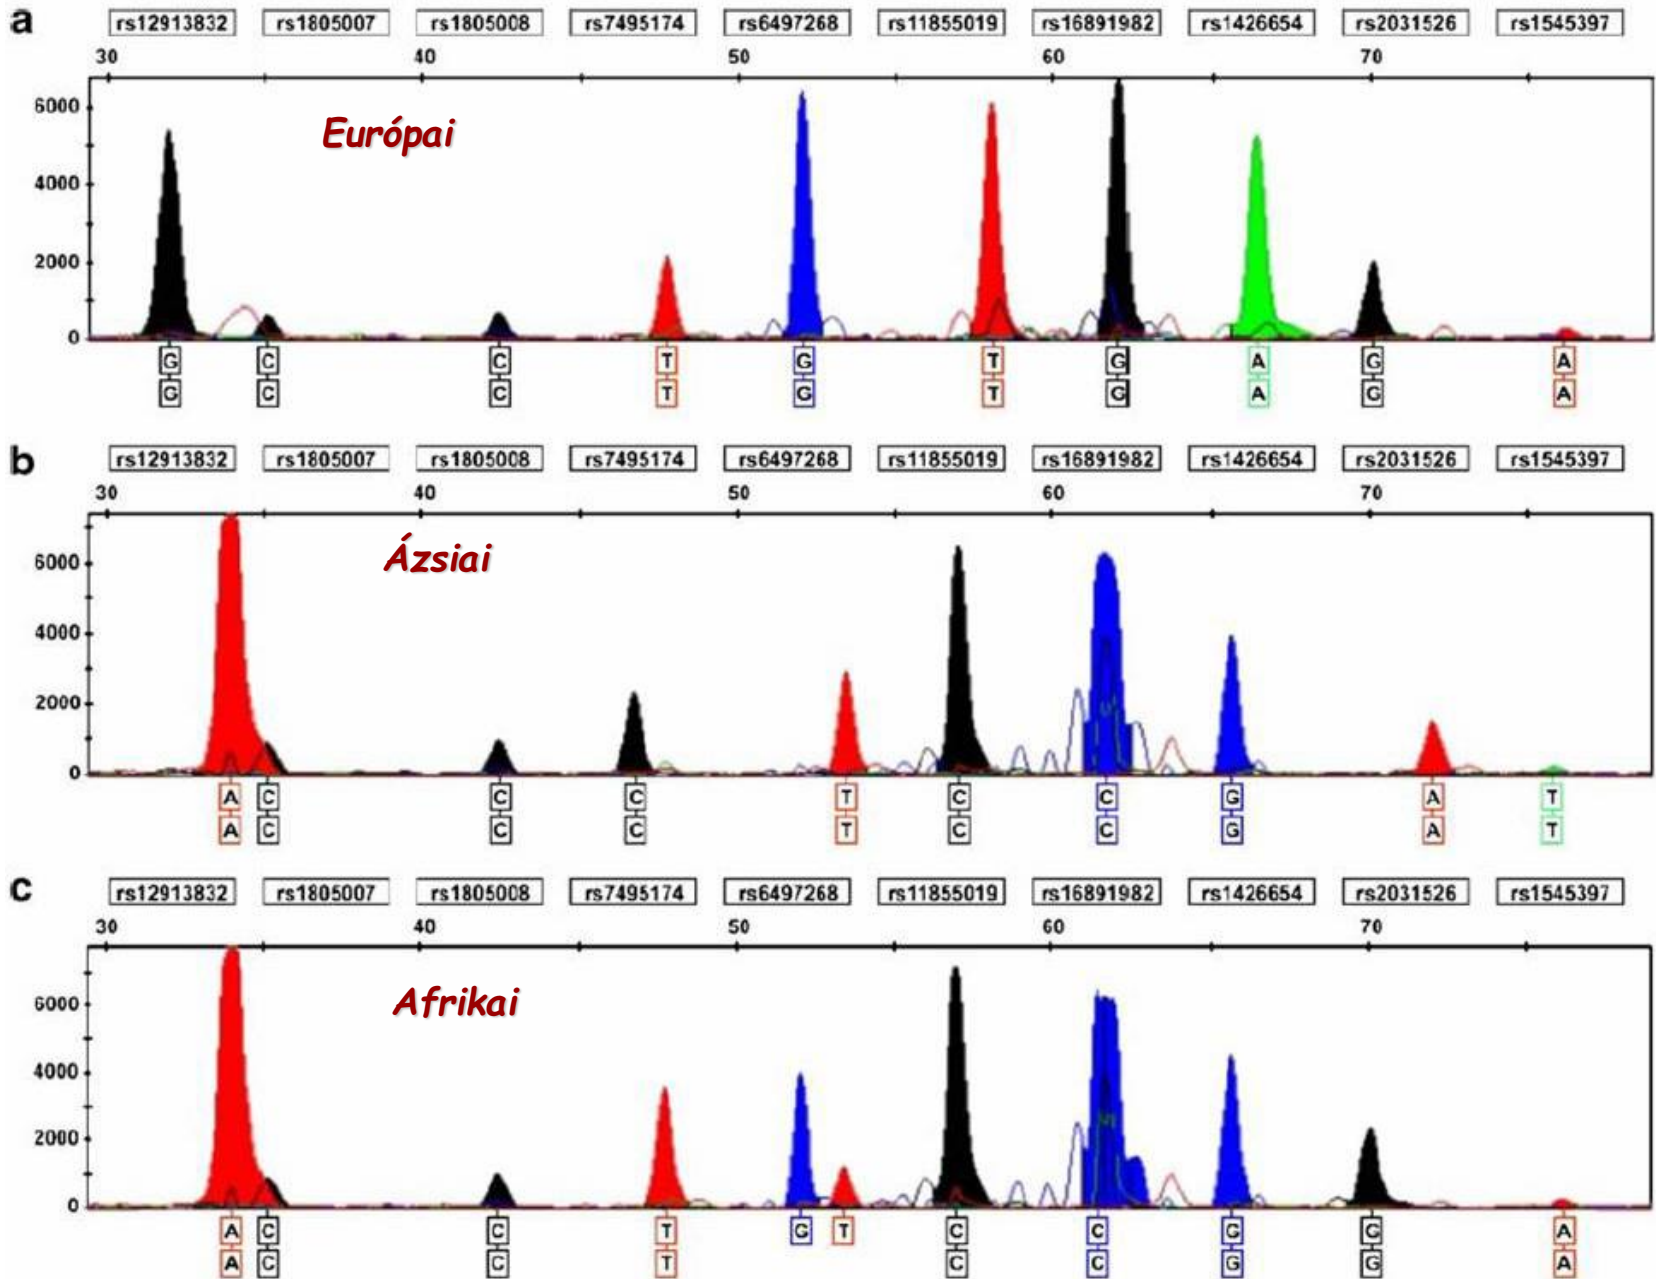 a
rs12913832 rs1805007 rs1805008 rs7495174 rs6497268 rs11855019 rs16891982 rs1426654 rs2031526 rs1545397
30 40 50 60 70
6000
Európai
4000
2000
0
G C C T G T G A G A
G C C T G T G A G A
b
rs12913832 rs1805007 rs1805008 rs7495174 rs6497268 rs11855019 rs16891982 rs1426654 rs2031526 rs1545397
30 40 50 60 70
6000
Ázsiai
4000
2000
0
A C C C T C C G A T
A C C C T C C G A T
c
rs12913832 rs1805007 rs1805008 rs7495174 rs6497268 rs11855019 rs16891982 rs1426654 rs2031526 rs1545397
30 40 50 60 70
6000
Afrikai
4000
2000
0
A C C T G T C C G G A
A C C T C C G G A